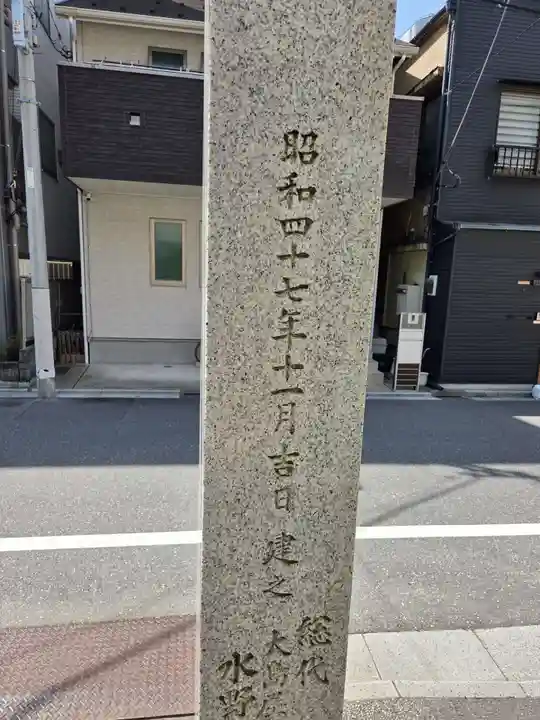 昭和四十七年十一月吉日 建之
総代
大島屋
水野